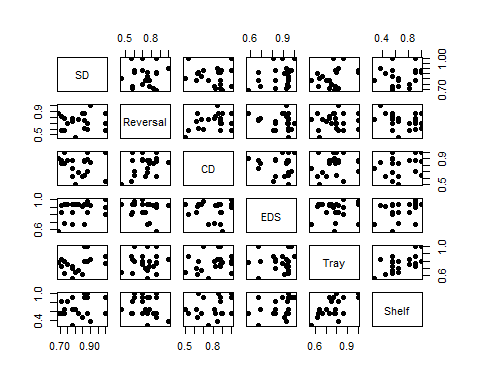 0.5 0.8 0.6 0.9 0.4 0.8
SD
0.70 1.00
0.5 0.9
Reversal
CD
0.5 0.9
0.6 1.0
EDS
Tray
0.6 1.0
0.4 1.0
Shelf
0.70 0.90 0.5 0.8 0.6 0.9